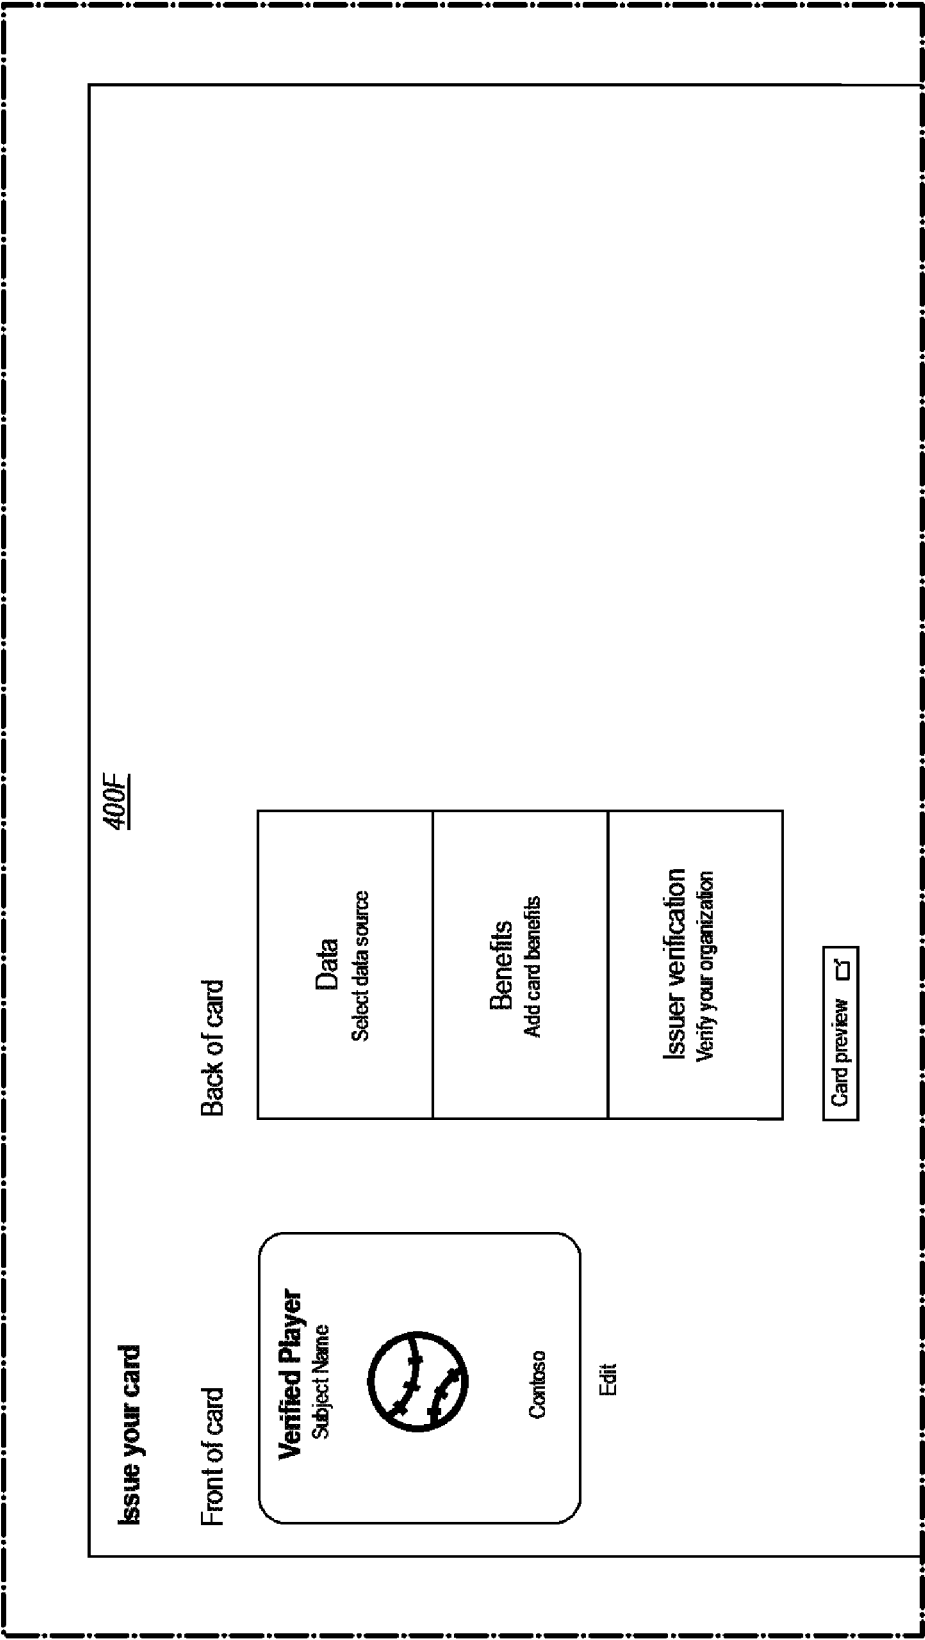 400F
Issue your card
Front of card
Verified Player
Subject Name
Contoso
Edit
Back of card
Data
Select data source
Benefits
Add card benefits
Issuer verification
Verify your organization
Card preview